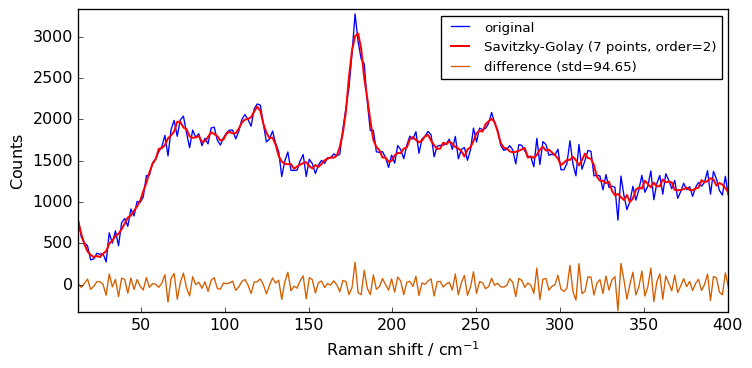 original
Savitzky-Golay (7 points, order=2)
difference (std=94.65)
Counts
3000
2500
2000
1500
1000
500
0
50 100 150 200 250 300 350 400
Raman shift / cm⁻¹